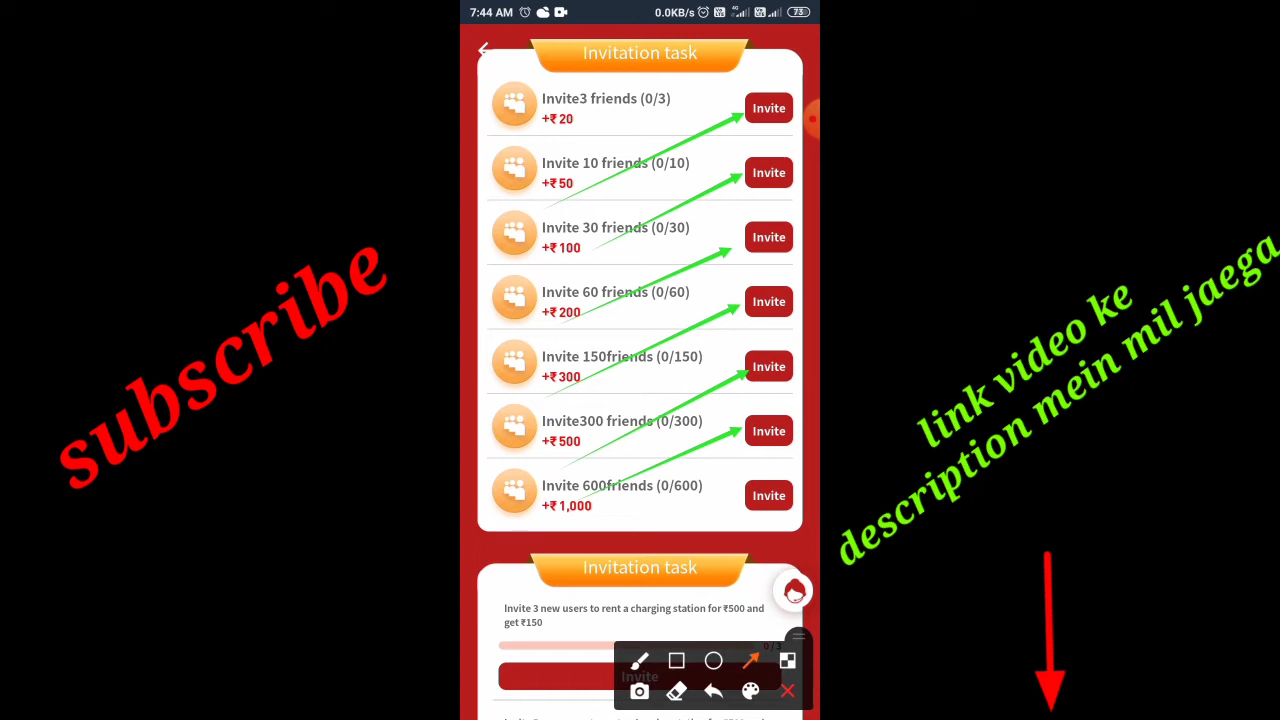 7:44 AM
0.0KB/s
4G
73
Invitation task
Invite3 friends (0/3)
+₹ 20
Invite
Invite 10 friends (0/10)
+₹ 50
Invite
Invite 30 friends (0/30)
+₹ 100
Invite
Invite 60 friends (0/60)
+₹ 200
Invite
Invite 150friends (0/150)
+₹ 300
Invite
Invite300 friends (0/300)
+₹ 500
Invite
Invite 600friends (0/600)
+₹ 1,000
Invite
Invitation task
Invite 3 new users to rent a charging station for ₹500 and
get ₹150
0/3
Invite
subscribe
link video ke
description mein mil jaega